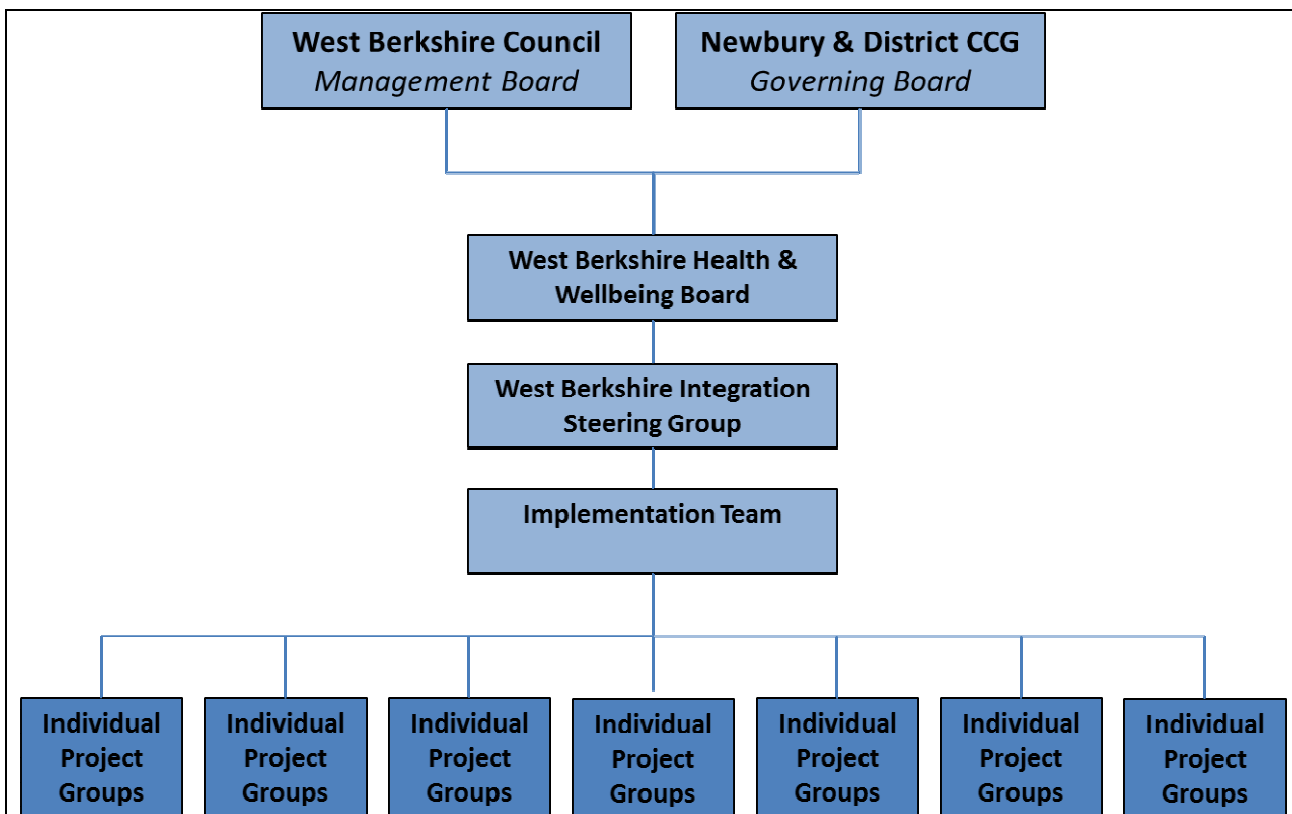 West Berkshire Council
Management Board
Newbury & District CCG
Governing Board
West Berkshire Health &
Wellbeing Board
West Berkshire Integration
Steering Group
Implementation Team
Individual
Project
Groups
Individual
Project
Groups
Individual
Project
Groups
Individual
Project
Groups
Individual
Project
Groups
Individual
Project
Groups
Individual
Project
Groups